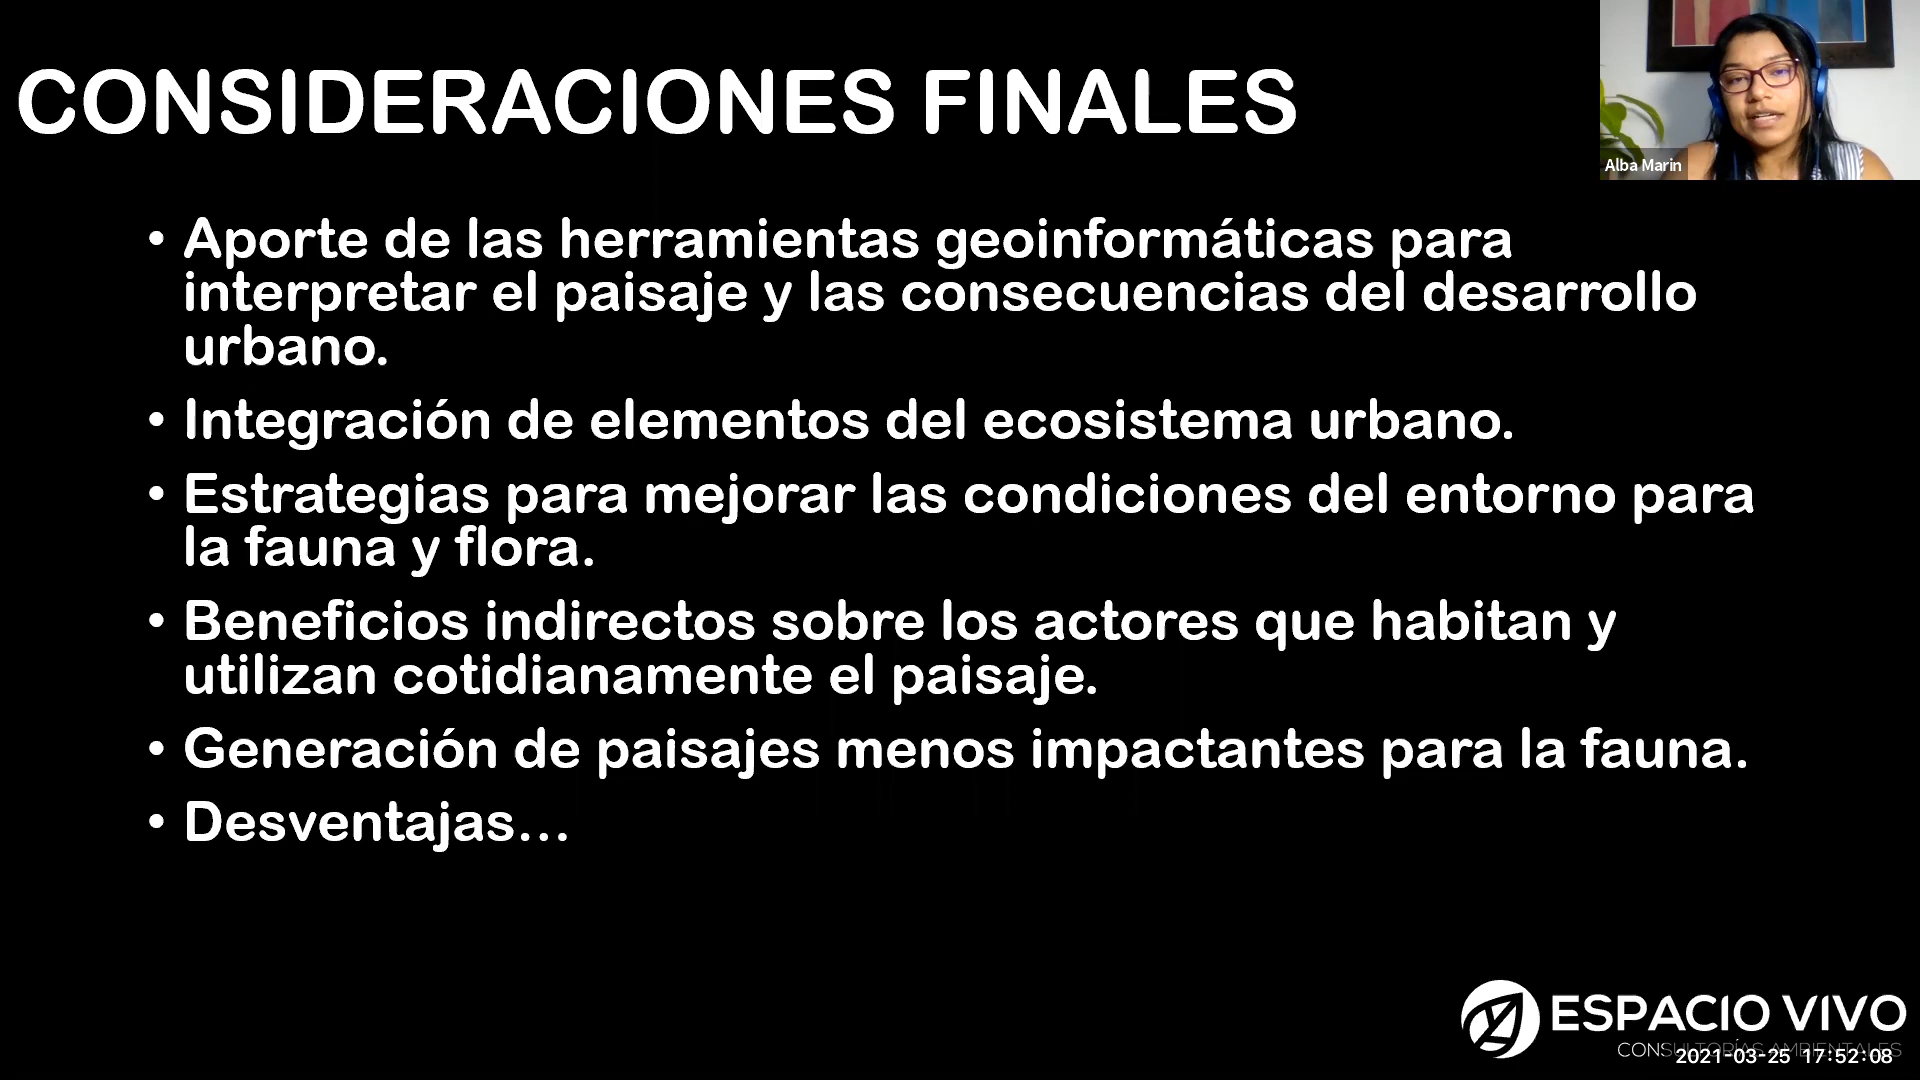 CONSIDERACIONES FINALES
Alba Marin
• Aporte de las herramientas geoinformáticas para
interpretar el paisaje y las consecuencias del desarrollo
urbano.
• Integración de elementos del ecosistema urbano.
• Estrategias para mejorar las condiciones del entorno para
la fauna y flora.
• Beneficios indirectos sobre los actores que habitan y
utilizan cotidianamente el paisaje.
• Generación de paisajes menos impactantes para la fauna.
• Desventajas...
ESPACIO VIVO
CONSULTORÍAS AMBIENTALES
2021-03-25 17:52:08